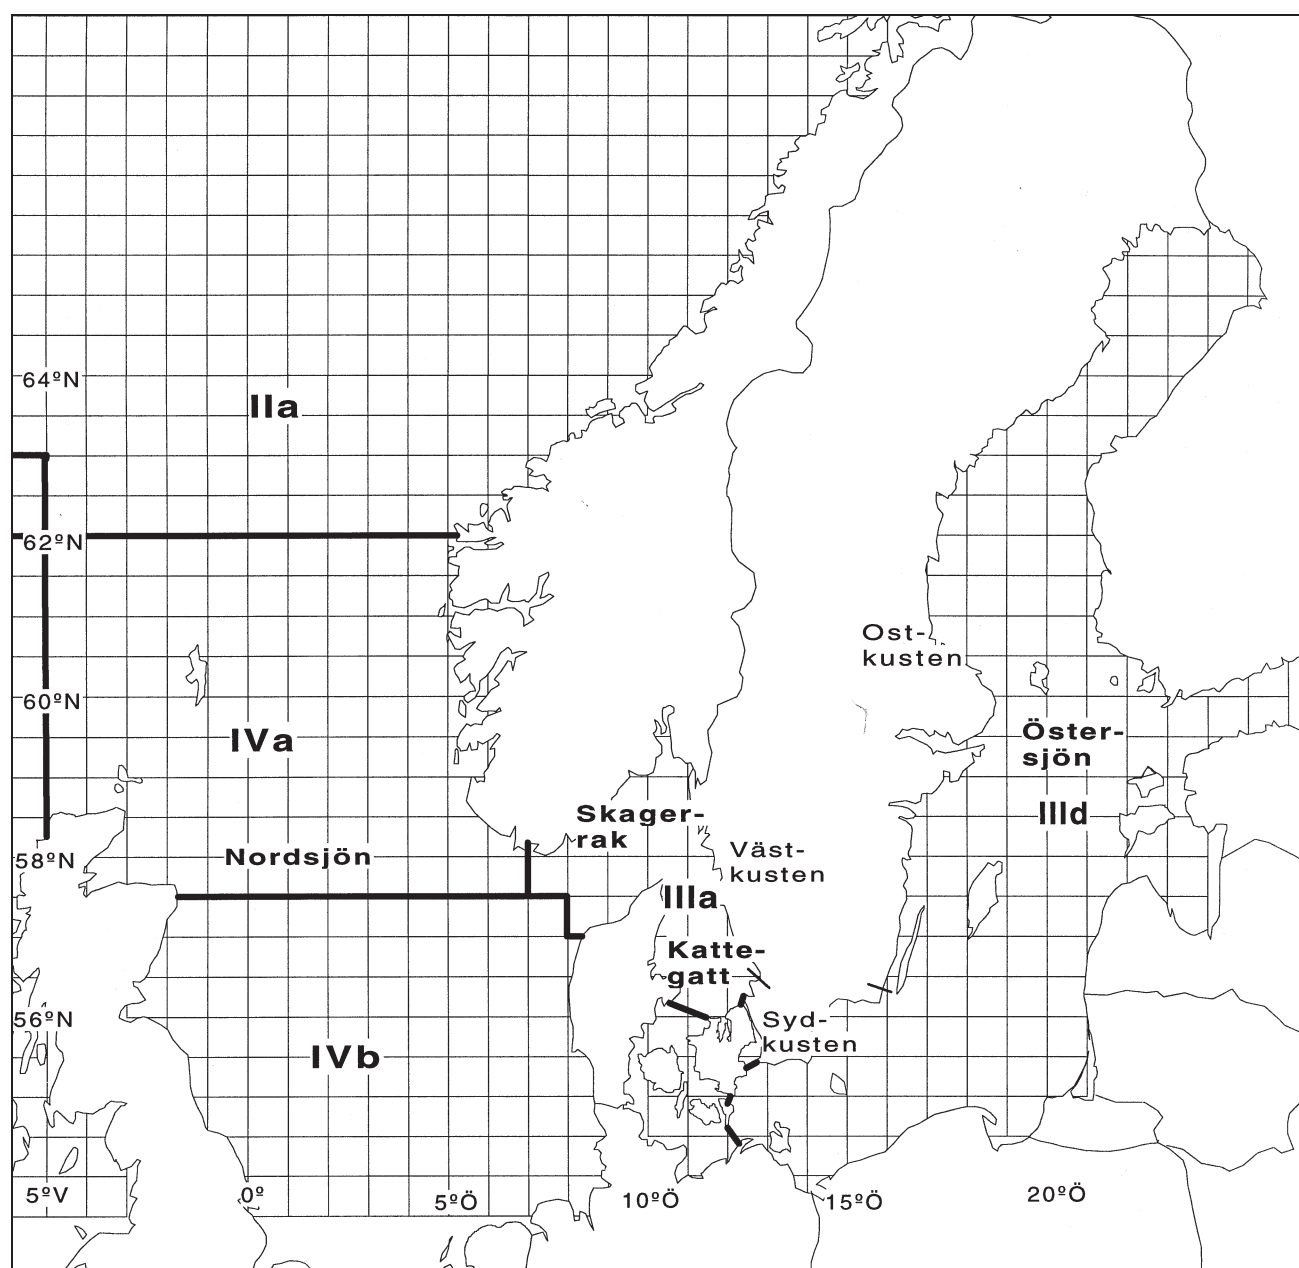 64ºN
IIa
62ºN
Ost-
kusten
60ºN
IVa
Öster-
sjön
Skager-
rak
IIId
58ºN
Nordsjön
Väst-
kusten
IIIa
Katte-
gatt
56ºN
Syd-
kusten
IVb
5ºV
0º
5ºÖ
10ºÖ
15ºÖ
20ºÖ